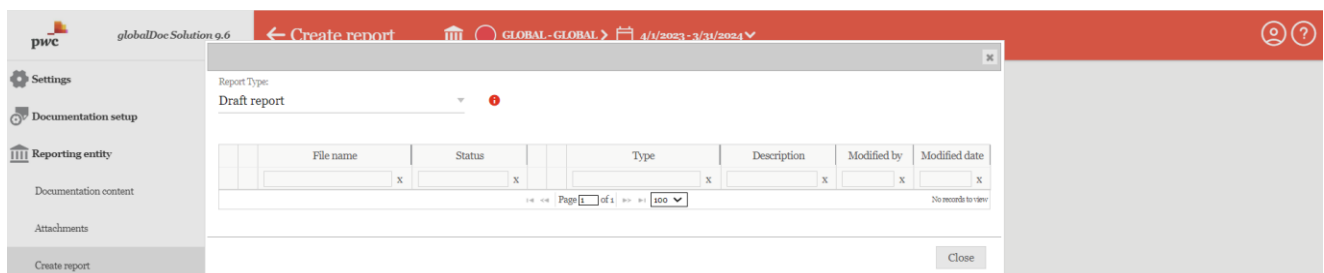 pwc
globalDoc Solution 9.6
← Create report
GLOBAL - GLOBAL > 4/1/2023 - 3/31/2024
?
x
Settings
Documentation setup
Reporting entity
Documentation content
Attachments
Create report
Report Type:
Draft report
File name Status Type Description Modified by Modified date
x x x x x x
Page 1 of 1 100 No records to view
Close